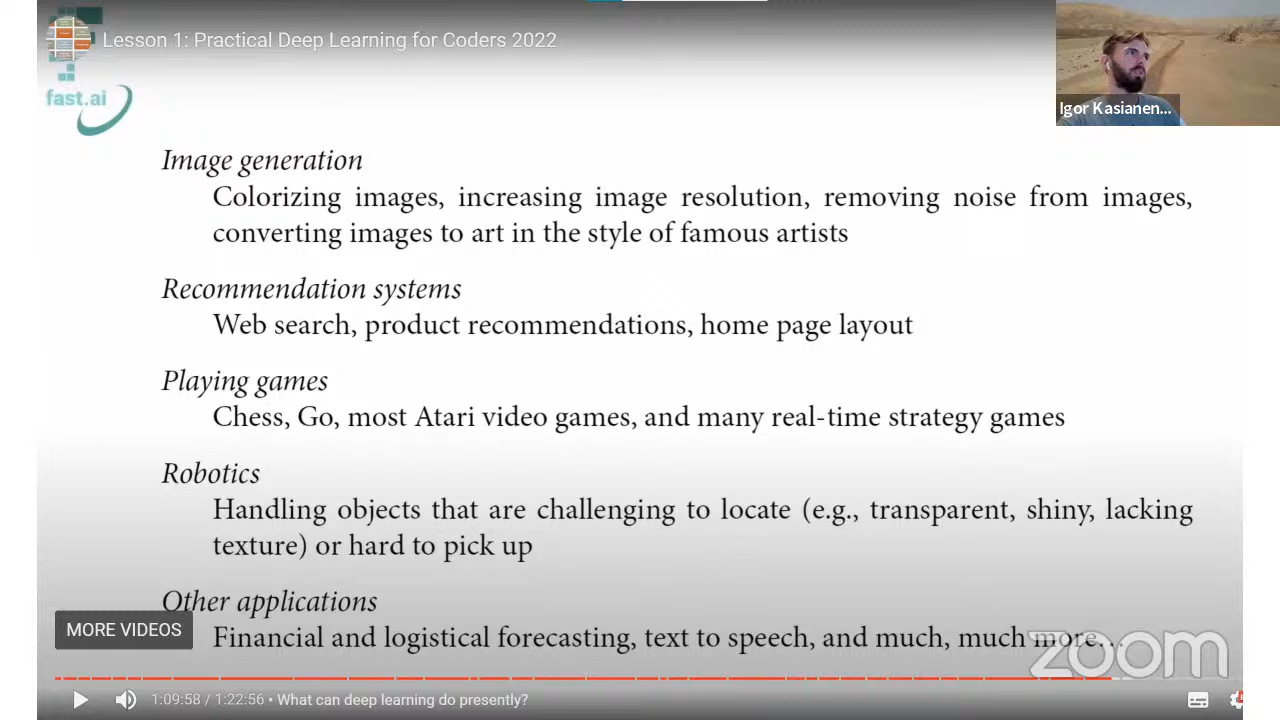 Lesson 1: Practical Deep Learning for Coders 2022
fast.ai
Igor Kasianen...
Image generation
Colorizing images, increasing image resolution, removing noise from images,
converting images to art in the style of famous artists
Recommendation systems
Web search, product recommendations, home page layout
Playing games
Chess, Go, most Atari video games, and many real-time strategy games
Robotics
Handling objects that are challenging to locate (e.g., transparent, shiny, lacking
texture) or hard to pick up
Other applications
MORE VIDEOS
Financial and logistical forecasting, text to speech, and much, much more...
zoom
1:09:58 / 1:22:56 • What can deep learning do presently?